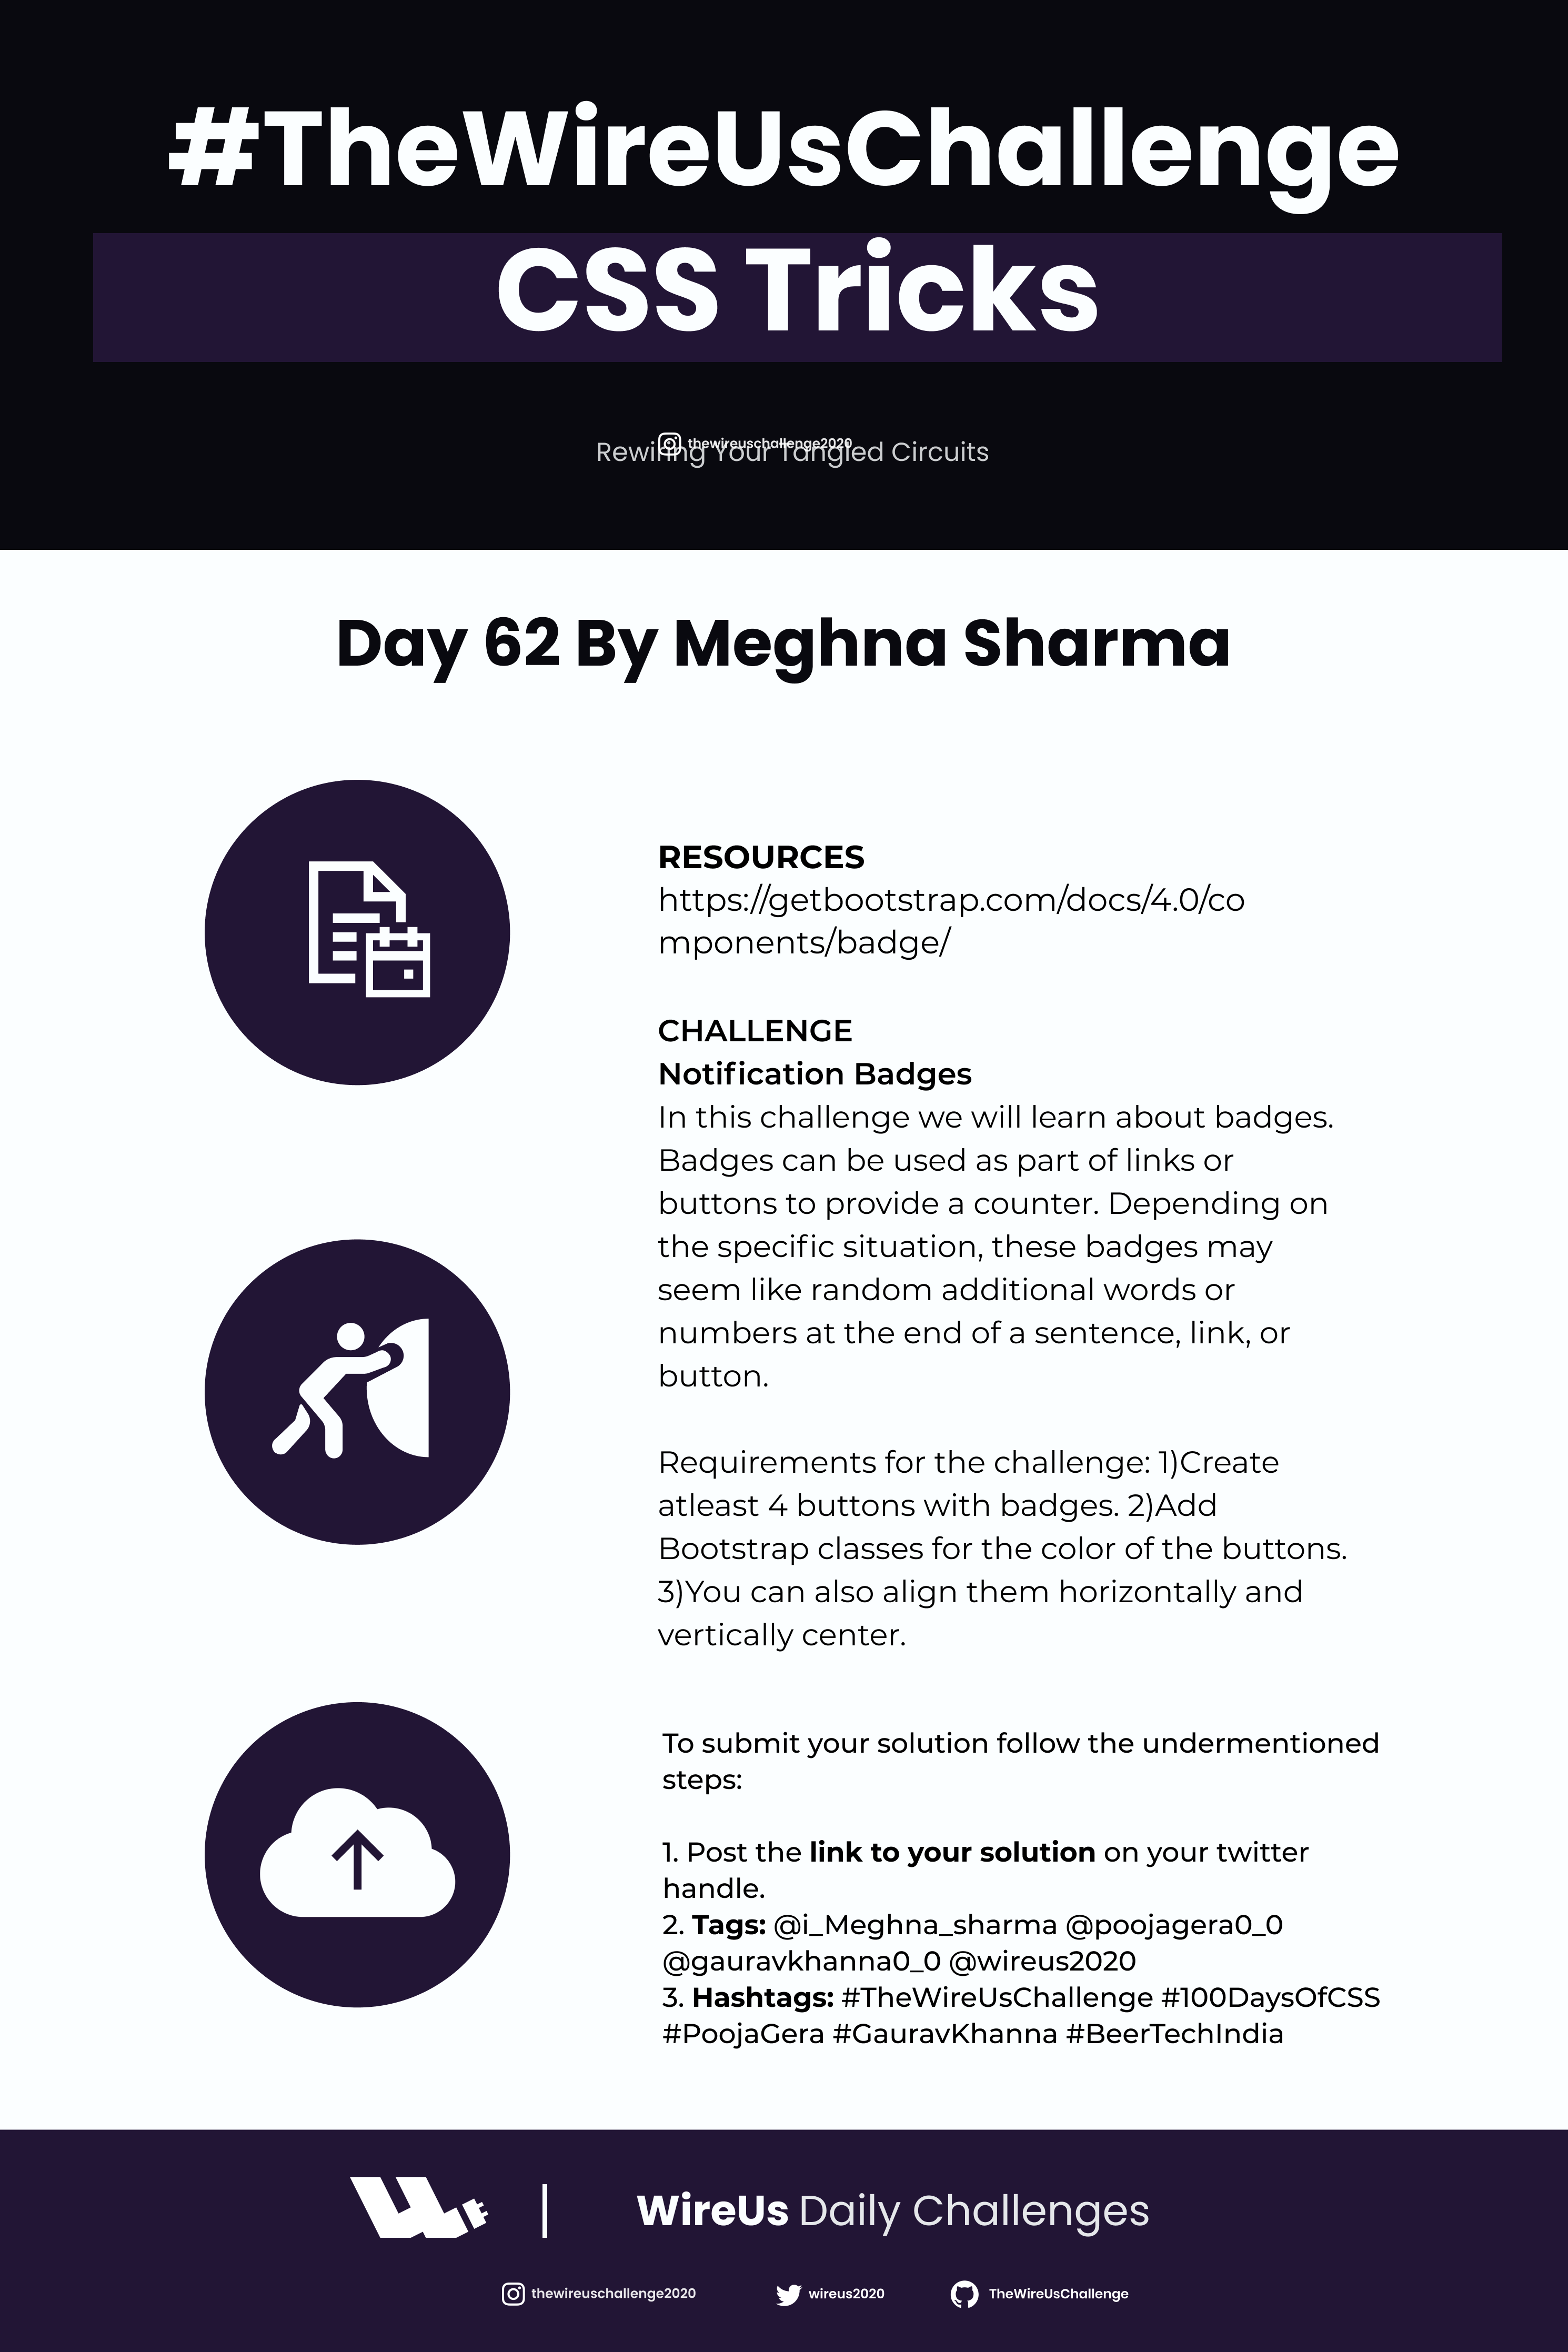 #TheWireUsChallenge
CSS Tricks
thewireuschallenge2020
Rewiring Your Tangled Circuits
Day 62 By Meghna Sharma
RESOURCES
https://getbootstrap.com/docs/4.0/co
mponents/badge/
CHALLENGE
Notification Badges
In this challenge we will learn about badges.
Badges can be used as part of links or
buttons to provide a counter. Depending on
the specific situation, these badges may
seem like random additional words or
numbers at the end of a sentence, link, or
button.
Requirements for the challenge: 1)Create
atleast 4 buttons with badges. 2)Add
Bootstrap classes for the color of the buttons.
3)You can also align them horizontally and
vertically center.
To submit your solution follow the undermentioned
steps:
1. Post the link to your solution on your twitter
handle.
2. Tags: @i_Meghna_sharma @poojagera0_0
@gauravkhanna0_0 @wireus2020
3. Hashtags: #TheWireUsChallenge #100DaysOfCSS
#PoojaGera #GauravKhanna #BeerTechIndia
WireUs Daily Challenges
thewireuschallenge2020 wireus2020 TheWireUsChallenge